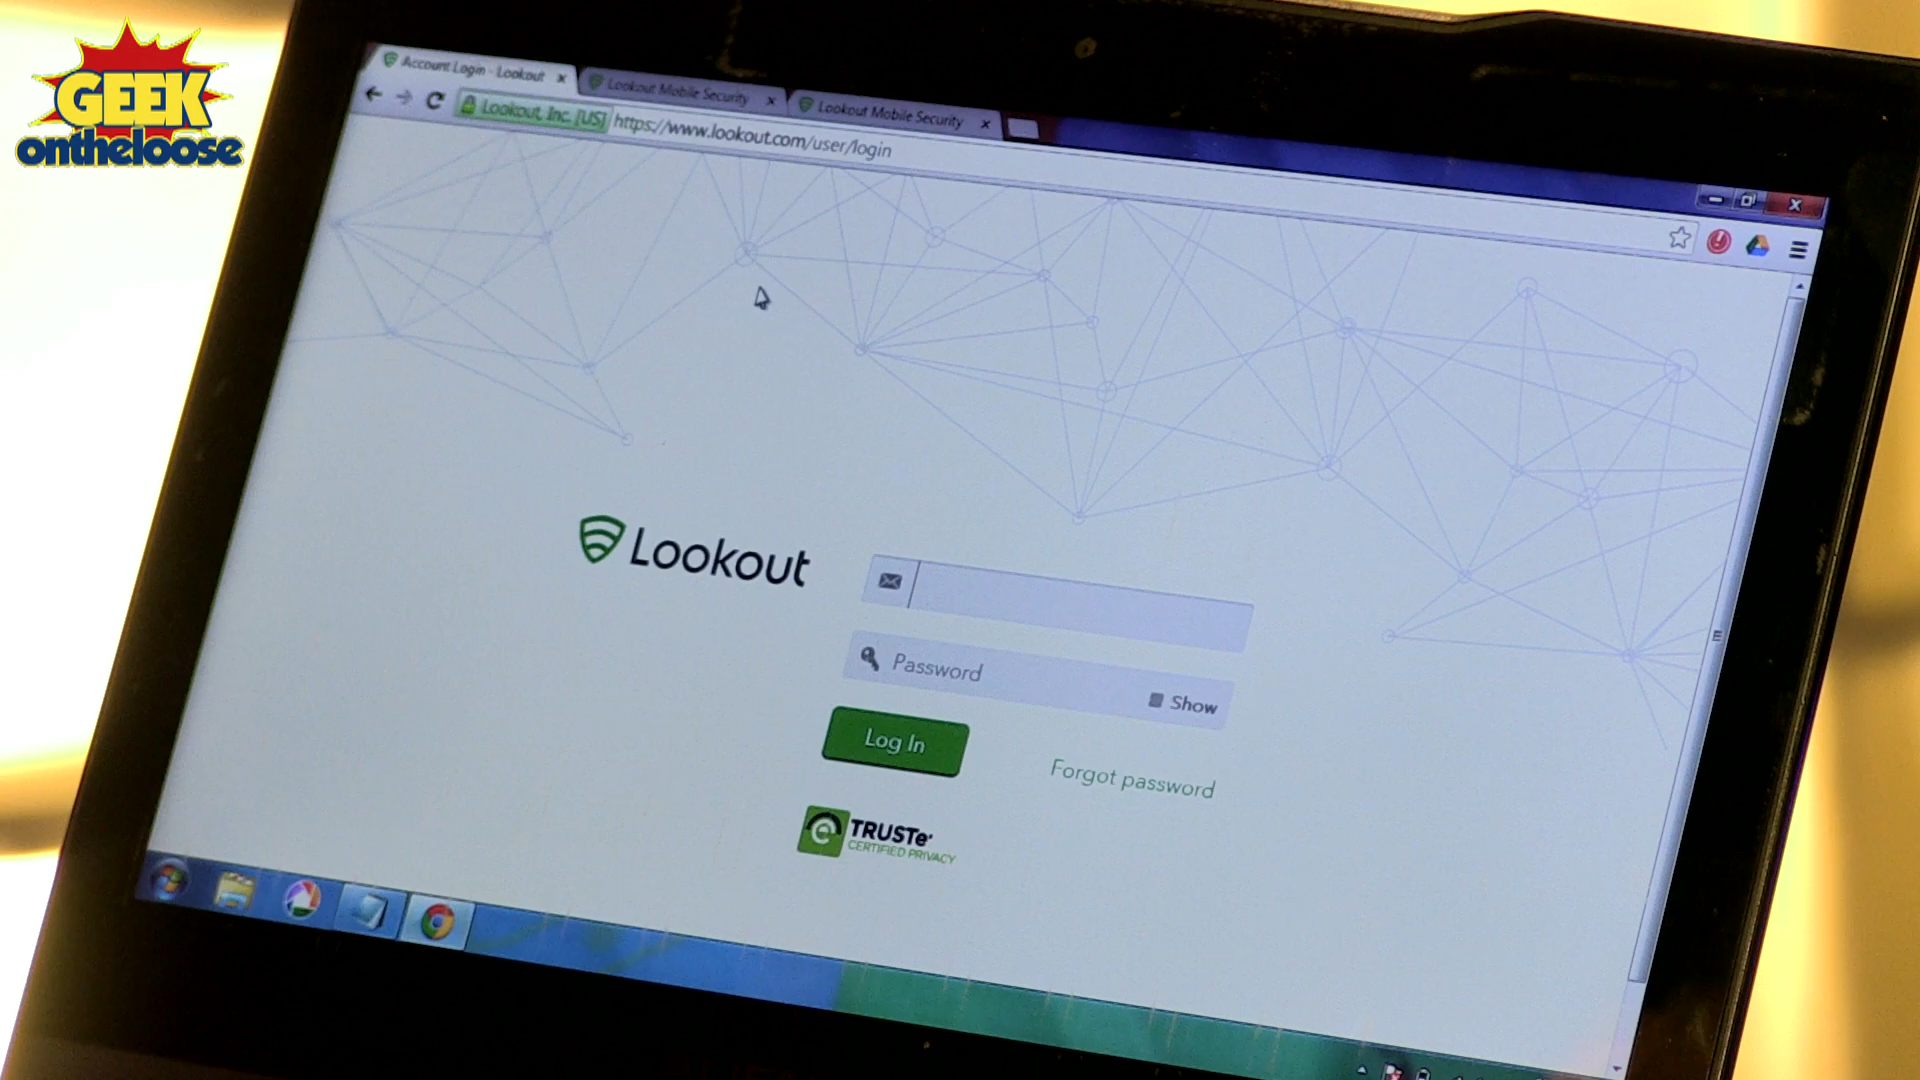 GEEK
ontheloose
Account Login - Lookout
Lookout Mobile Security
Lookout Mobile Security
Lookout, Inc. [US] https://www.lookout.com/user/login
Lookout
Password
Show
Log In
Forgot password
TRUSTe
CERTIFIED PRIVACY